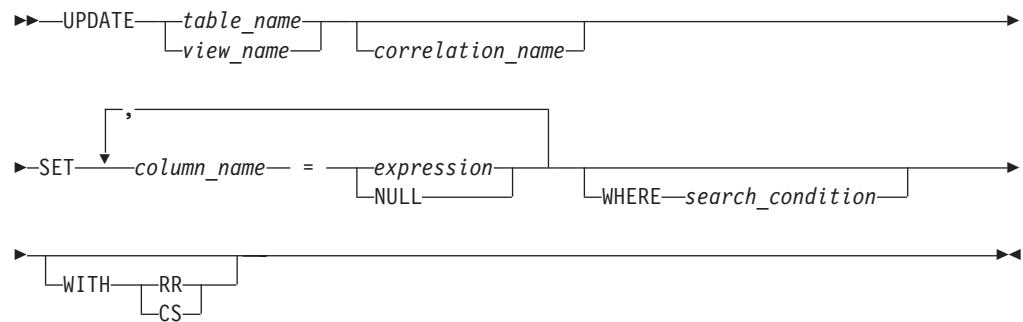 UPDATE table_name
view_name correlation_name
,
SET column_name = expression
NULL WHERE search_condition
WITH RR
CS